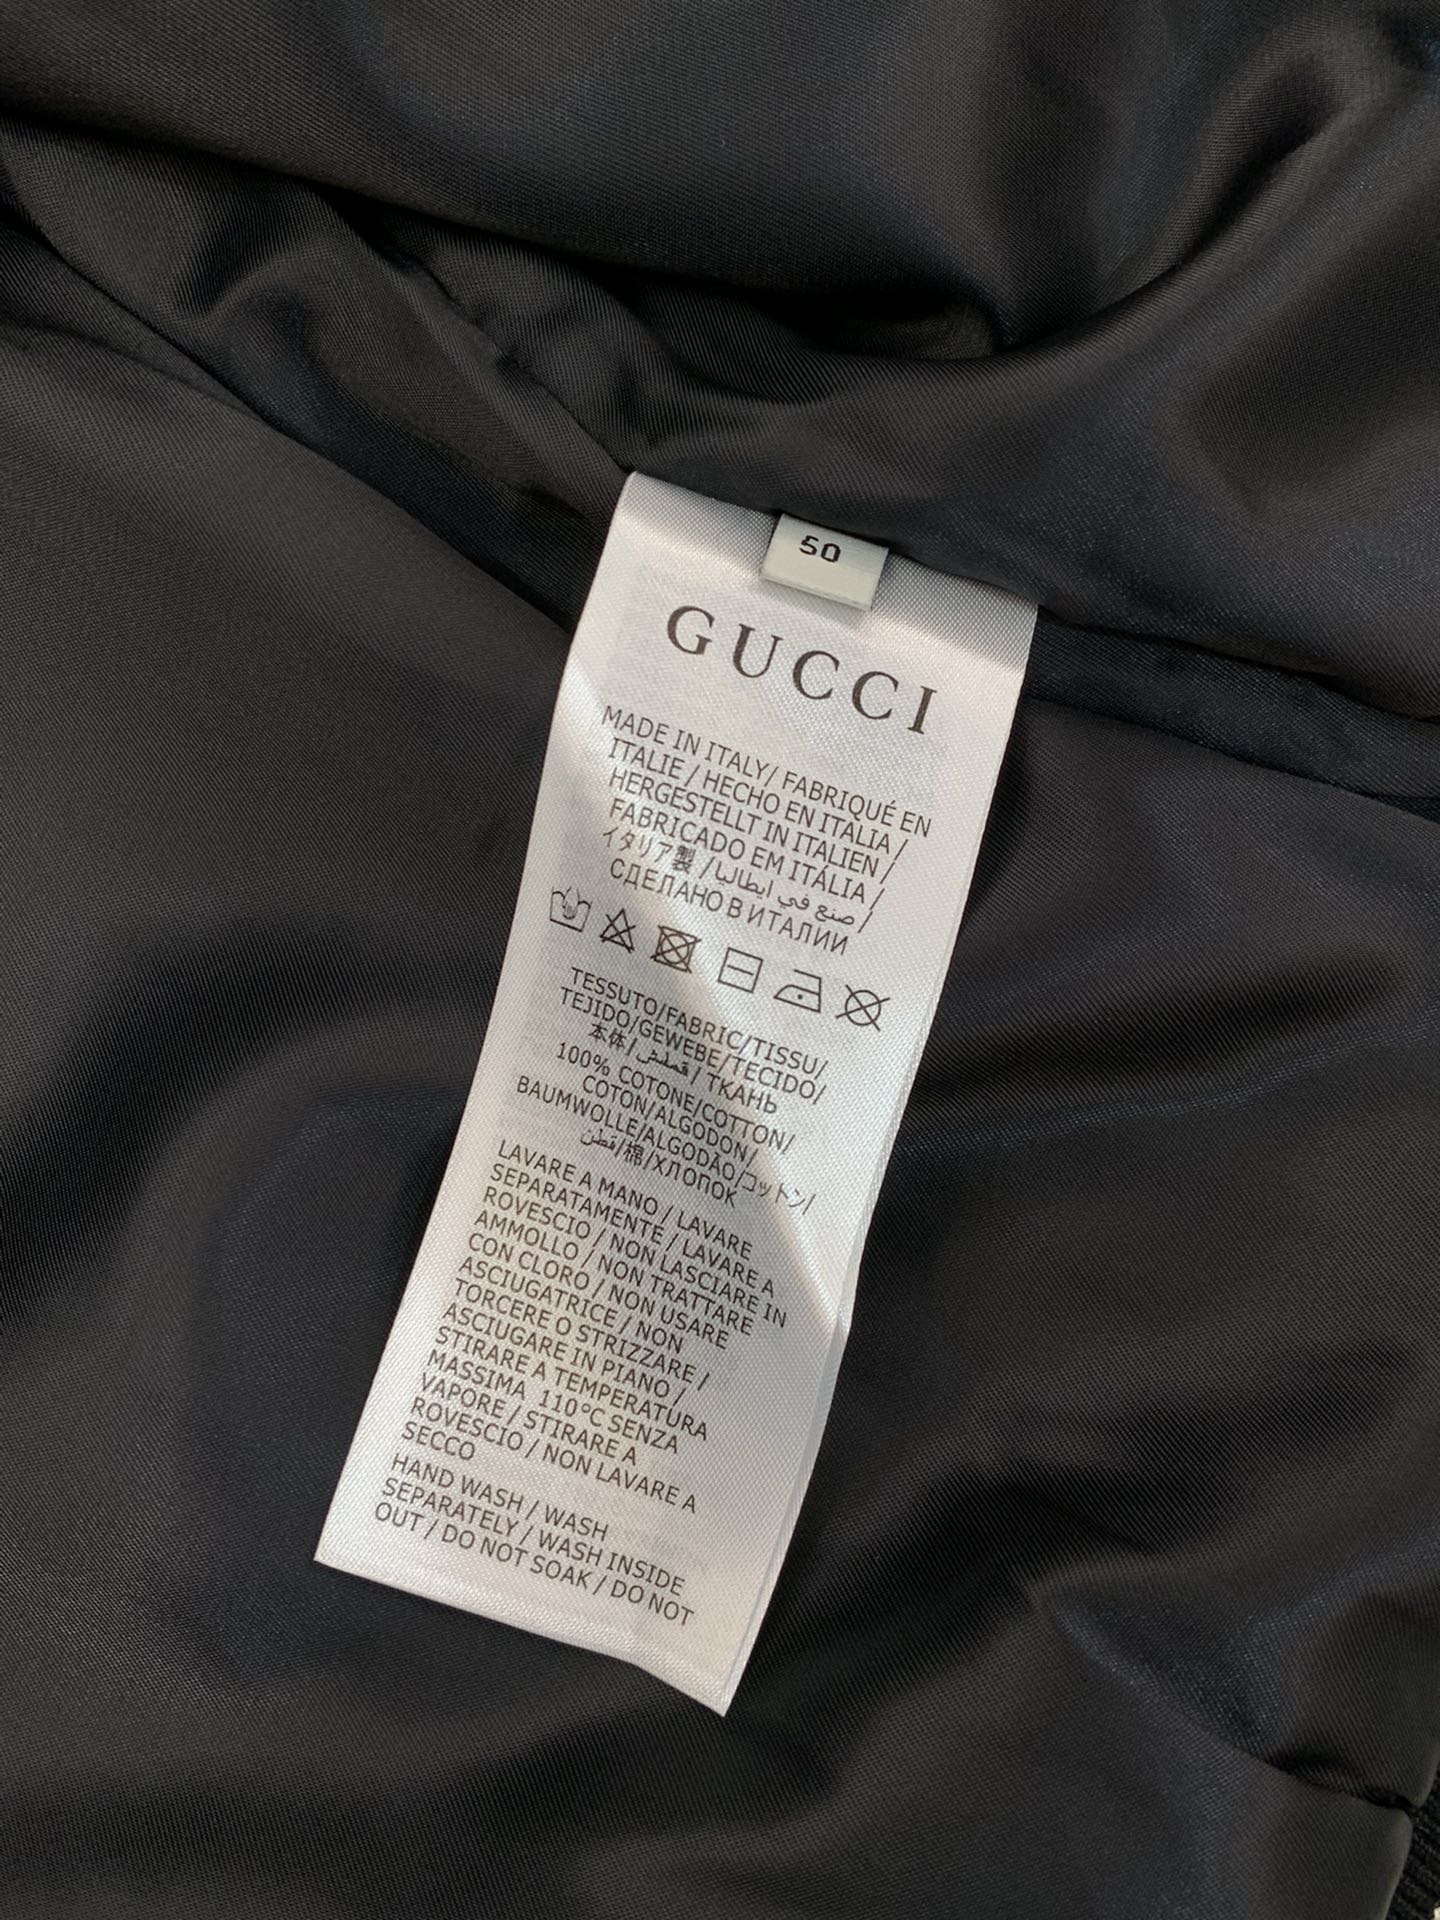 50
GUCCI
MADE IN ITALY/ FABRIQUÉ EN
ITALIE / HECHO EN ITALIA /
HERGESTELLT IN ITALIEN /
FABRICADO EM ITÁLIA /
イタリア製 / صنع في ايطاليا /
СДЕЛАНО В ИТАЛИИ
TESSUTO/FABRIC/TISSU/
TEJIDO/GEWEBE/TECIDO/
本体/قماش/ ТКАНЬ
100% COTONE/COTTON/
COTON/ALGODON/
BAUMWOLLE/ALGODÃO/コットン/
قطن/棉/ХЛОПОК
LAVARE A MANO / LAVARE
SEPARATAMENTE / LAVARE A
ROVESCIO / NON LASCIARE IN
AMMOLLO / NON TRATTARE
CON CLORO / NON USARE
ASCIUGATRICE / NON
TORCERE O STRIZZARE /
ASCIUGARE IN PIANO /
STIRARE A TEMPERATURA
MASSIMA 110°C SENZA
VAPORE / STIRARE A
ROVESCIO / NON LAVARE A
SECCO
HAND WASH / WASH
SEPARATELY / WASH INSIDE
OUT / DO NOT SOAK / DO NOT